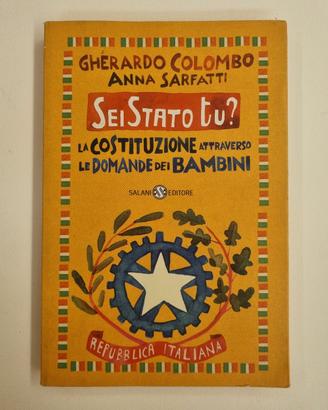 GHERARDO COLOMBO
ANNA SARFATTI
SEI STATO tU?
LA COSTITUZIONE ATTRAVERSO
LE DOMANDE DEI BAMBINI
SALANI EDITORE
REPUBBLICA ITALIANA